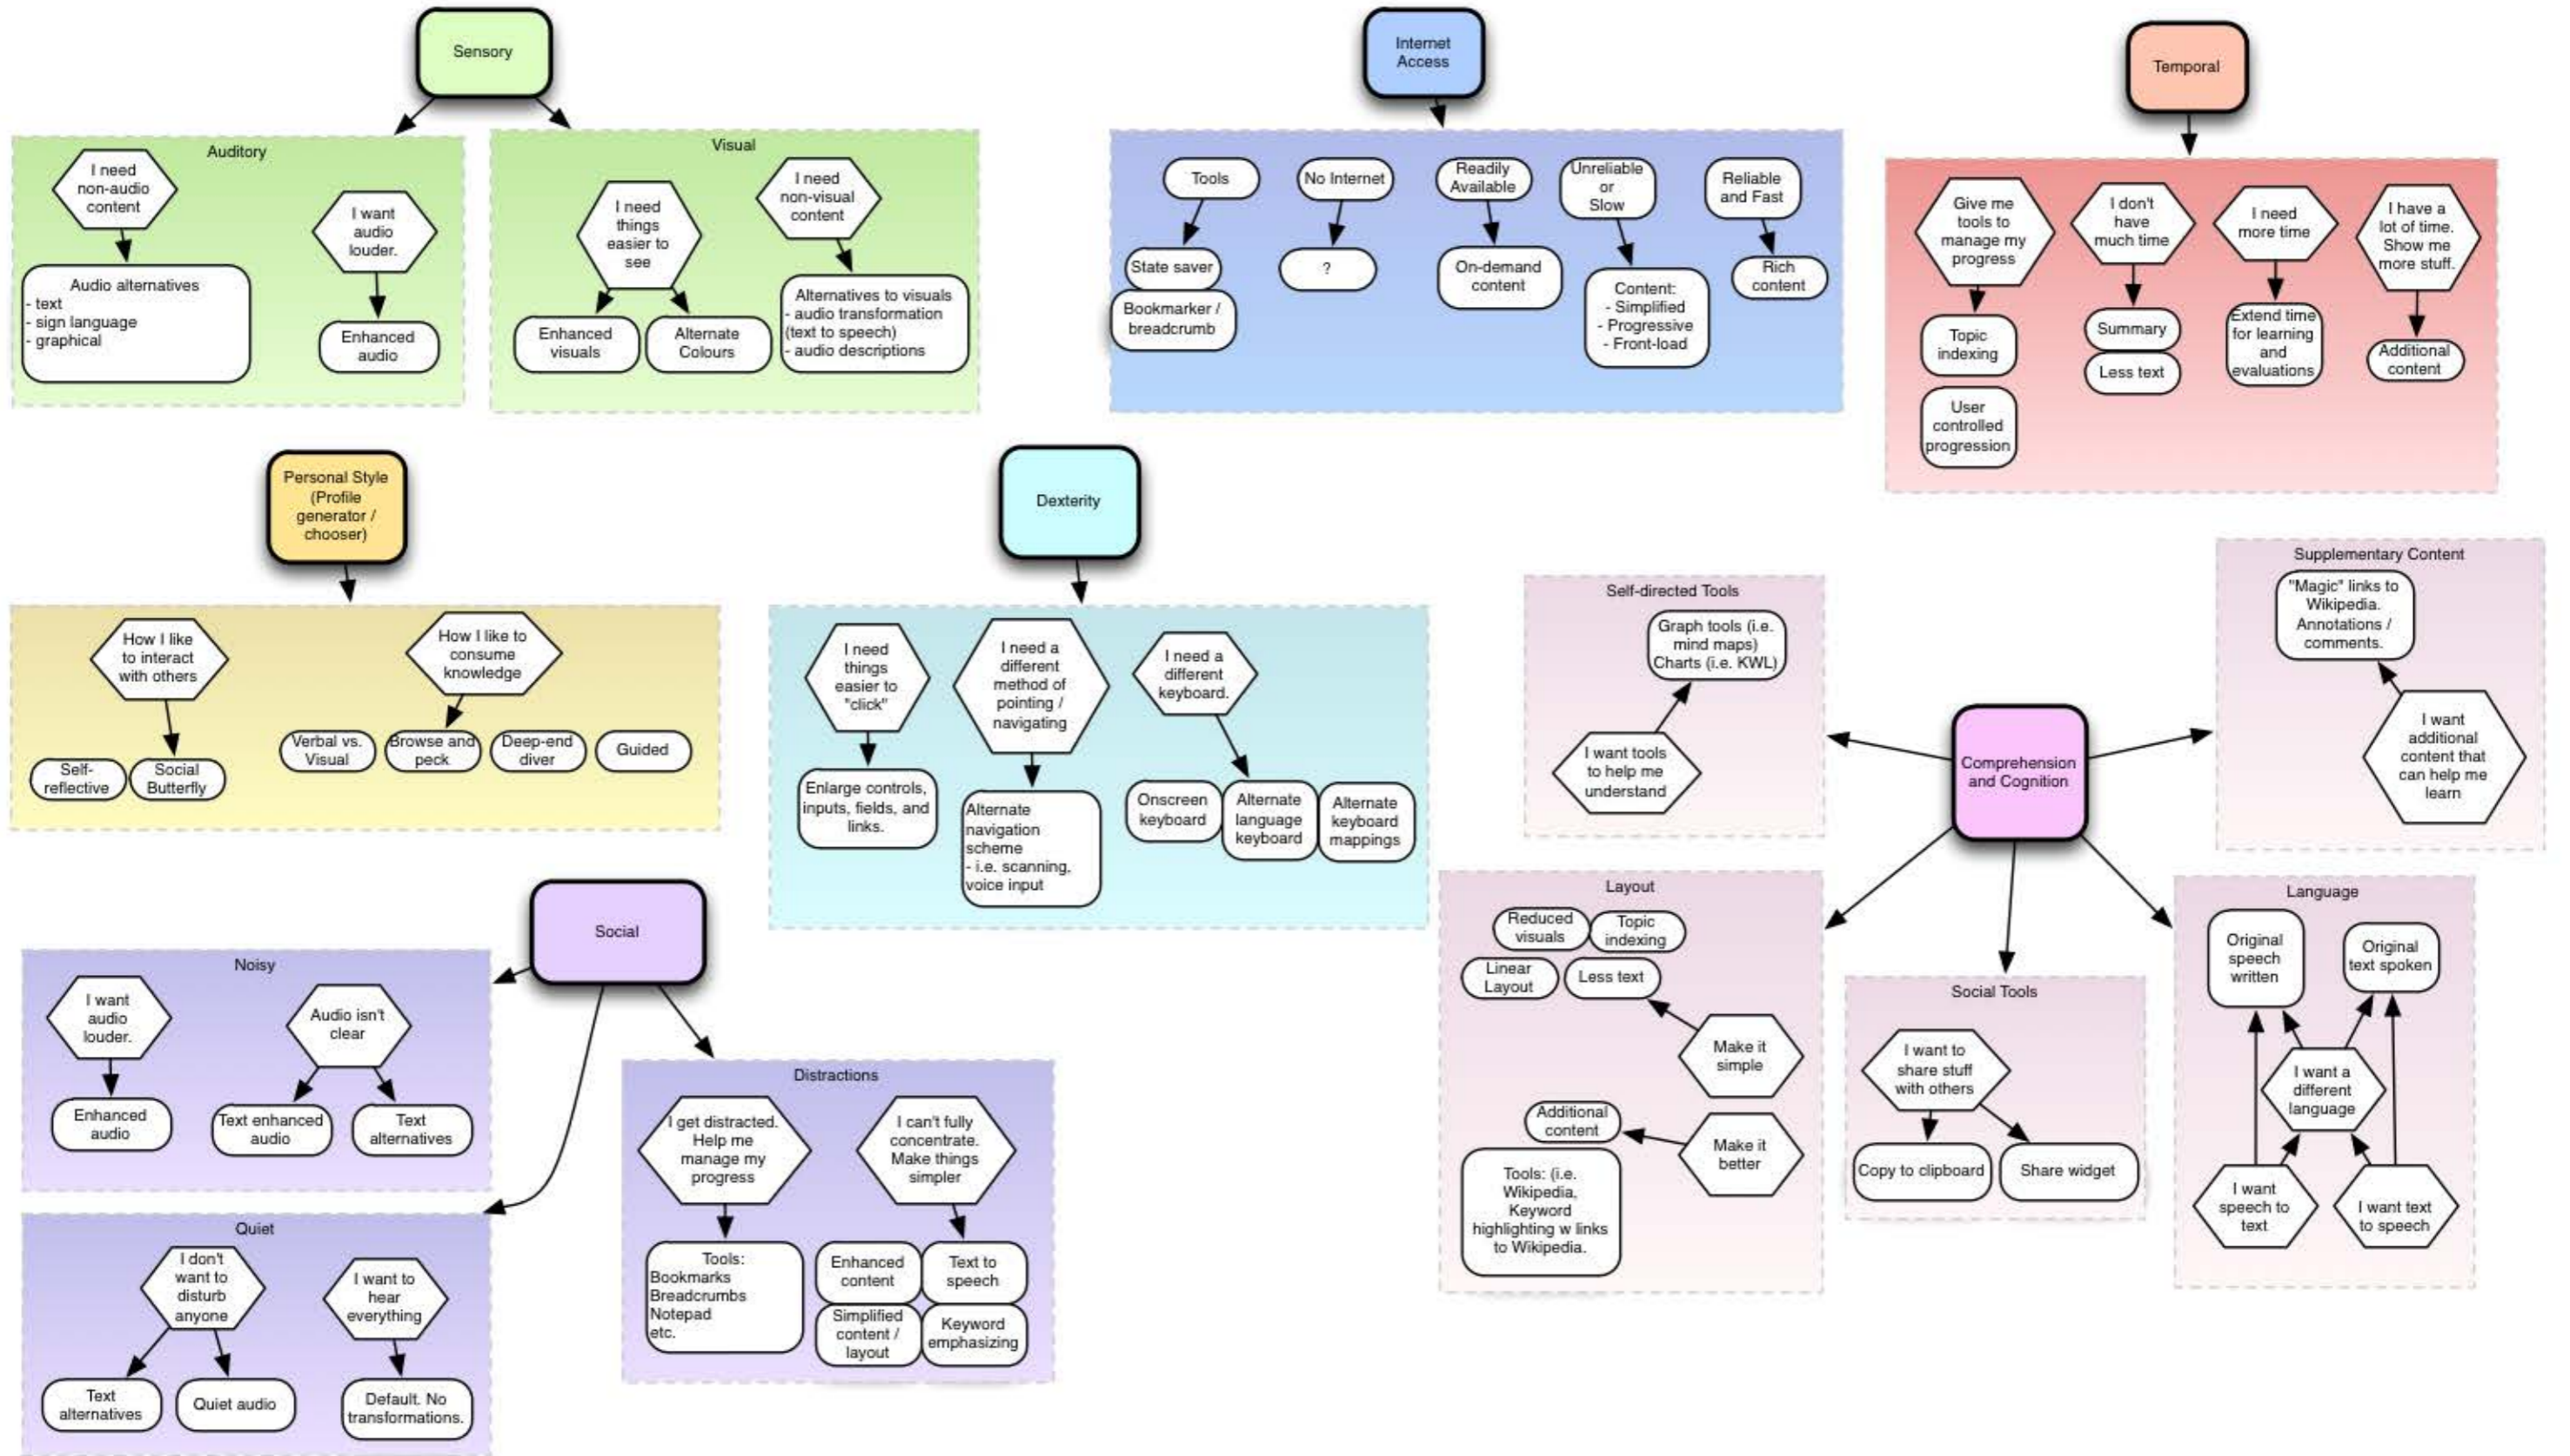 Sensory
Auditory
I need
non-audio
content
I want
audio
louder.
Audio alternatives
- text
- sign language
- graphical
Enhanced
audio
Visual
I need
things
easier to
see
I need
non-visual
content
Enhanced
visuals
Alternate
Colours
Alternatives to visuals
- audio transformation
(text to speech)
- audio descriptions
Internet
Access
Tools
No Internet
Readily
Available
Unreliable
or
Slow
Reliable
and Fast
State saver
Bookmarker /
breadcrumb
?
On-demand
content
Content:
- Simplified
- Progressive
- Front-load
Rich
content
Temporal
Give me
tools to
manage my
progress
I don't
have
much time
I need
more time
I have a
lot of time.
Show me
more stuff.
Topic
indexing
User
controlled
progression
Summary
Less text
Extend time
for learning
and
evaluations
Additional
content
Personal Style
(Profile
generator /
chooser)
How I like
to interact
with others
How I like to
consume
knowledge
Self-
reflective
Social
Butterfly
Verbal vs.
Visual
Browse and
peck
Deep-end
diver
Guided
Dexterity
I need
things
easier to
"click"
I need a
different
method of
pointing /
navigating
I need a
different
keyboard.
Enlarge controls,
inputs, fields, and
links.
Alternate
navigation
scheme
- i.e. scanning,
voice input
Onscreen
keyboard
Alternate
language
keyboard
Alternate
keyboard
mappings
Comprehension
and Cognition
Self-directed Tools
Graph tools (i.e.
mind maps)
Charts (i.e. KWL)
I want tools
to help me
understand
Supplementary Content
"Magic" links to
Wikipedia.
Annotations /
comments.
I want
additional
content that
can help me
learn
Layout
Reduced
visuals
Topic
indexing
Linear
Layout
Less text
Make it
simple
Additional
content
Make it
better
Tools: (i.e.
Wikipedia,
Keyword
highlighting w links
to Wikipedia.
Social Tools
I want to
share stuff
with others
Copy to clipboard
Share widget
Language
Original
speech
written
Original
text spoken
I want a
different
language
I want
speech to
text
I want text
to speech
Social
Noisy
I want
audio
louder.
Audio isn't
clear
Enhanced
audio
Text enhanced
audio
Text
alternatives
Quiet
I don't
want to
disturb
anyone
I want to
hear
everything
Text
alternatives
Quiet audio
Default. No
transformations.
Distractions
I get distracted.
Help me
manage my
progress
I can't fully
concentrate.
Make things
simpler
Tools:
Bookmarks
Breadcrumbs
Notepad
etc.
Enhanced
content
Text to
speech
Simplified
content /
layout
Keyword
emphasizing